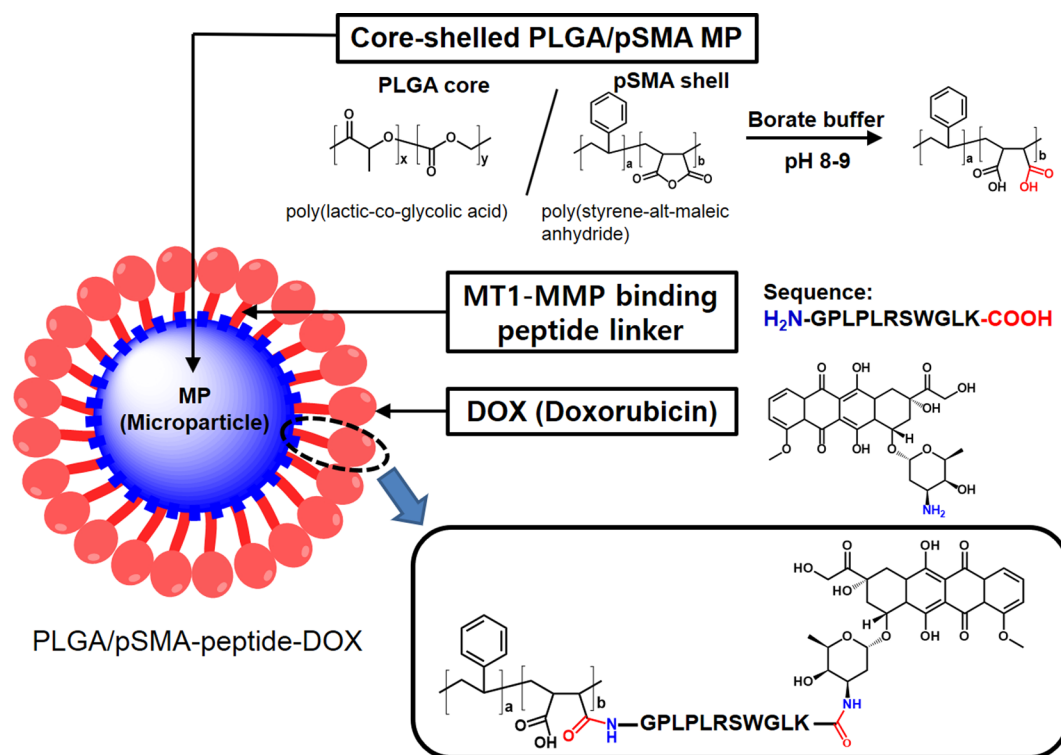 Core-shelled PLGA/pSMA MP
PLGA core
pSMA shell
O
O
O
O
x
y
a
b
O
O
O
Borate buffer
pH 8-9
a
b
O
OH
O
OH
poly(lactic-co-glycolic acid)
poly(styrene-alt-maleic
anhydride)
MT1-MMP binding
peptide linker
Sequence:
H₂N-GPLPLRSWGLK-COOH
MP
(Microparticle)
DOX (Doxorubicin)
O
OH
O
OH
OH
O
O
OH
O
H
O
O
OH
NH₂
PLGA/pSMA-peptide-DOX
O
HO
HO
OH
O
H
O
OH
O
O
O
HO
NH
a
b
O
OH
O
N
H
GPLPLRSWGLK
O